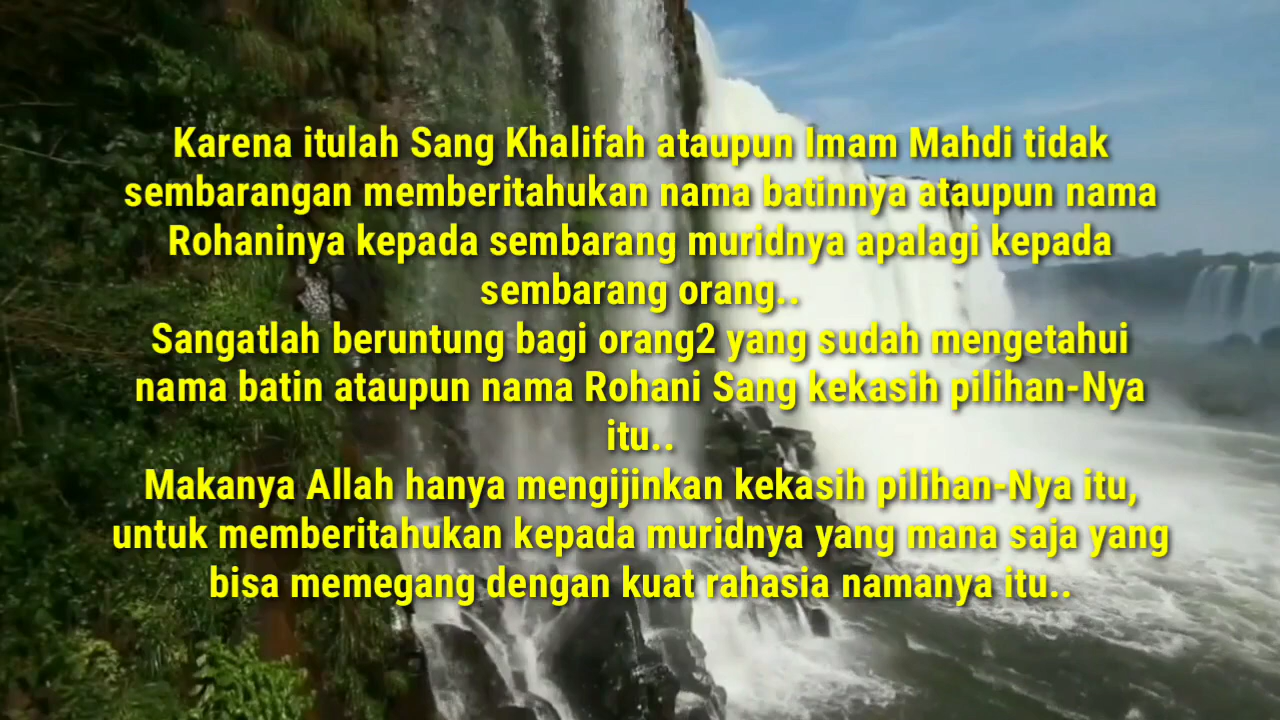 Karena itulah Sang Khalifah ataupun Imam Mahdi tidak
sembarangan memberitahukan nama batinnya ataupun nama
Rohaninya kepada sembarang muridnya apalagi kepada
sembarang orang..
Sangatlah beruntung bagi orang2 yang sudah mengetahui
nama batin ataupun nama Rohani Sang kekasih pilihan-Nya
itu..
Makanya Allah hanya mengijinkan kekasih pilihan-Nya itu,
untuk memberitahukan kepada muridnya yang mana saja yang
bisa memegang dengan kuat rahasia namanya itu..